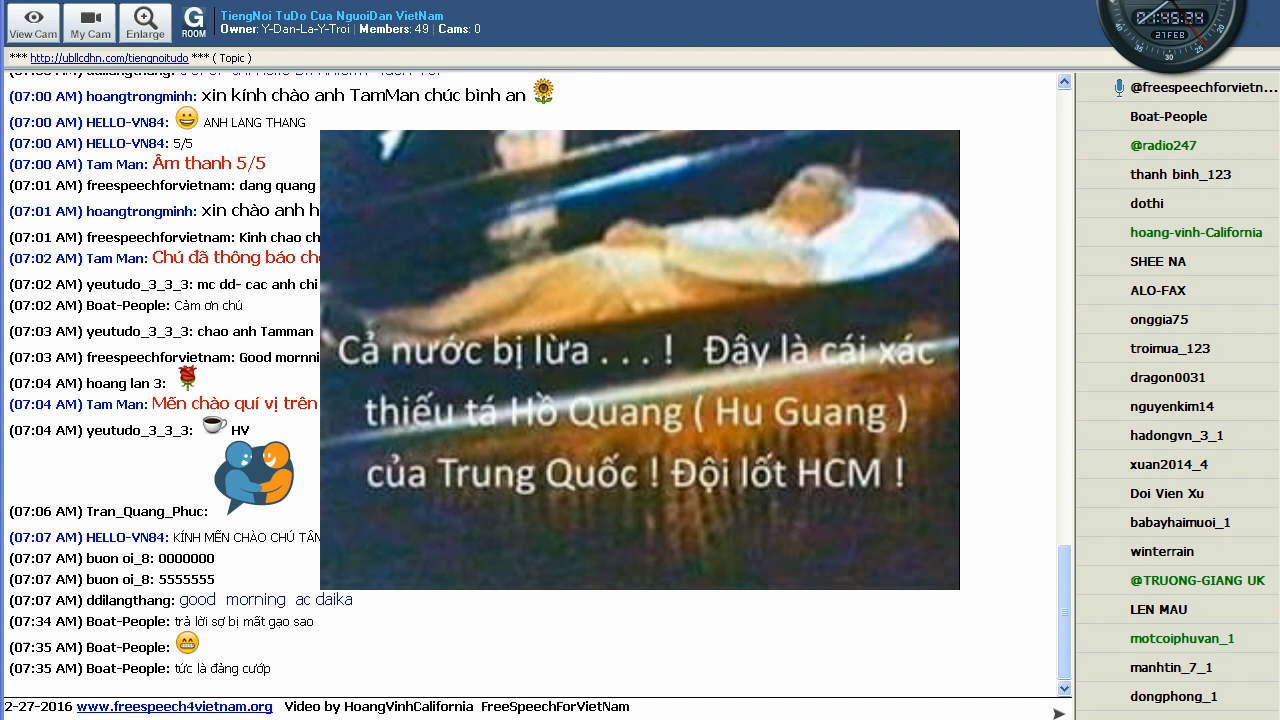 View Cam
My Cam
Enlarge
G
ROOM
TiengNoi TuDo Cua NguoiDan VietNam
Owner: Y-Dan-La-Y-Troi | Members: 49 | Cams: 0
27FEB
30
*** http://ubllcdhn.com/tiengnoitudo *** ( Topic )
(07:00 AM) hoangtrongminh: xin kính chào anh TamMan chúc bình an
(07:00 AM) HELLO-VN84: ANH LANG THANG
(07:00 AM) HELLO-VN84: 5/5
(07:00 AM) Tam Man: Âm thanh 5/5
(07:01 AM) freespeechforvietnam: dang quang
(07:01 AM) hoangtrongminh: xin chào anh h
(07:01 AM) freespeechforvietnam: Kinh chao ch
(07:02 AM) Tam Man: Chú đã thông báo ch
(07:02 AM) yeutudo_3_3_3: mc dd- cac anh chi
(07:02 AM) Boat-People: Cảm ơn chú
(07:03 AM) yeutudo_3_3_3: chao anh Tamman
(07:03 AM) freespeechforvietnam: Good mornni
(07:04 AM) hoang lan 3:
(07:04 AM) Tam Man: Mến chào quí vị trên
(07:04 AM) yeutudo_3_3_3: HV
(07:06 AM) Tran_Quang_Phuc:
(07:07 AM) HELLO-VN84: KÍNH MẾN CHÀO CHÚ TÂM
(07:07 AM) buon oi_8: 0000000
(07:07 AM) buon oi_8: 5555555
(07:07 AM) ddilangthang: good morning ac daika
(07:34 AM) Boat-People: trả lời sợ bị mất gạo sao
(07:35 AM) Boat-People:
(07:35 AM) Boat-People: tức là đảng cướp
Cả nước bị lừa . . . ! Đây là cái xác
thiếu tá Hồ Quang ( Hu Guang )
của Trung Quốc ! Đội lốt HCM !
@freespeechforvietn...
Boat-People
@radio247
thanh binh_123
dothi
hoang-vinh-California
SHEE NA
ALO-FAX
onggia75
troimua_123
dragon0031
nguyenkim14
hadongvn_3_1
xuan2014_4
Doi Vien Xu
babayhaimuoi_1
winterrain
@TRUONG-GIANG UK
LEN MAU
motcoiphuvan_1
manhtin_7_1
dongphong_1
2-27-2016 www.freespeech4vietnam.org Video by HoangVinhCalifornia FreeSpeechForVietNam